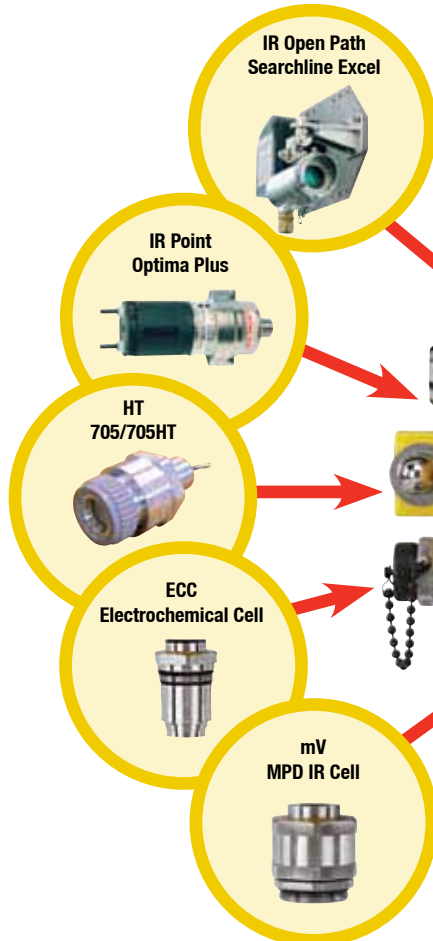 IR Open Path
Searchline Excel
IR Point
Optima Plus
HT
705/705HT
ECC
Electrochemical Cell
mV
MPD IR Cell